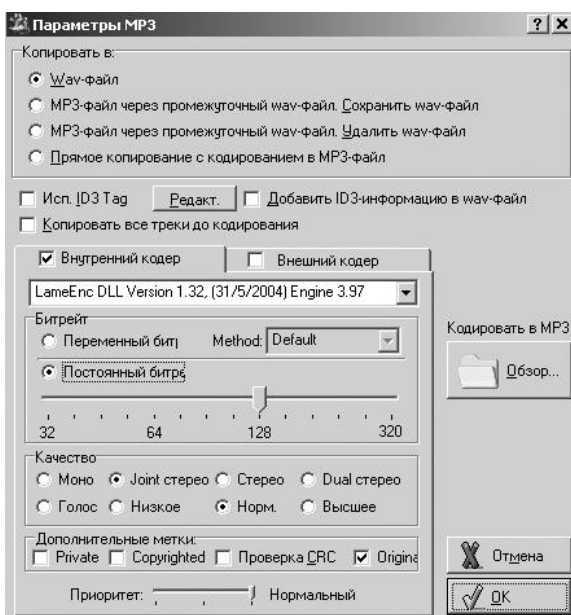 Параметры MP3
Копировать в:
Wav-файл
MP3-файл через промежуточный wav-файл. Сохранить wav-файл
MP3-файл через промежуточный wav-файл. Удалить wav-файл
Прямое копирование с кодированием в MP3-файл
Исп. ID3 Tag Редакт. Добавить ID3-информацию в wav-файл
Копировать все треки до кодирования
Внутренний кодер Внешний кодер
LameEnc DLL Version 1.32, (31/5/2004) Engine 3.97
Битрейт
Переменный бит Method: Default
Кодировать в MP3
Постоянный битре
Обзор...
32 64 128 320
Качество
Моно Joint стерео Стерео Dual стерео
Голос Низкое Норм. Высшее
Дополнительные метки:
Private Copyrighted Проверка CRC Origina
Отмена
Приоритет: Нормальный
OK